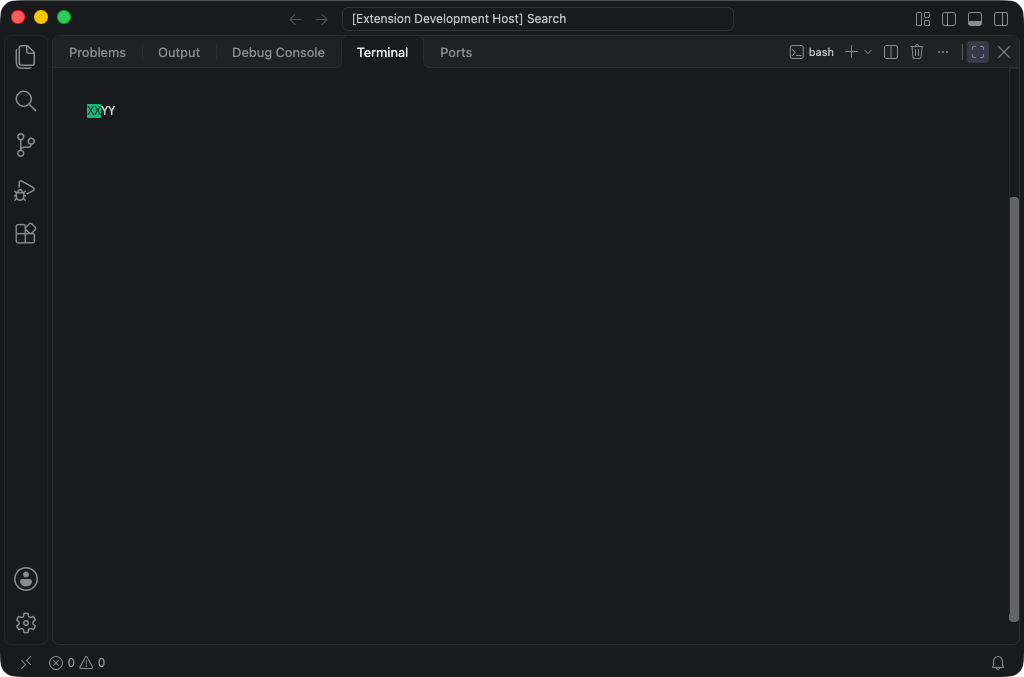 [Extension Development Host] Search
Problems Output Debug Console Terminal Ports bash
XXYY
0 0